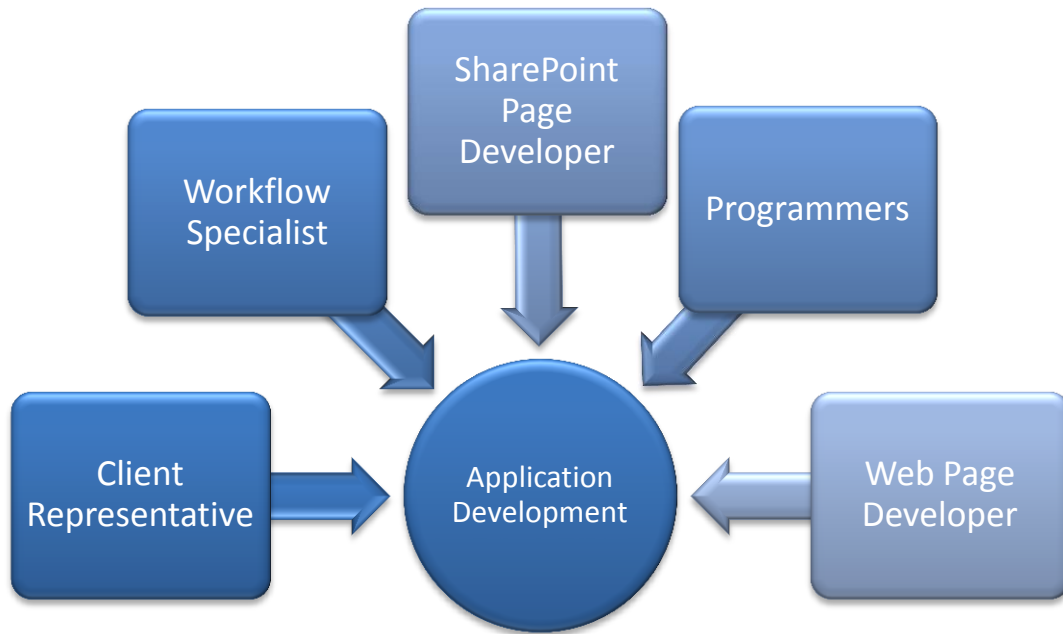 SharePoint
Page
Developer
Workflow
Specialist
Programmers
Client
Representative
Application
Development
Web Page
Developer